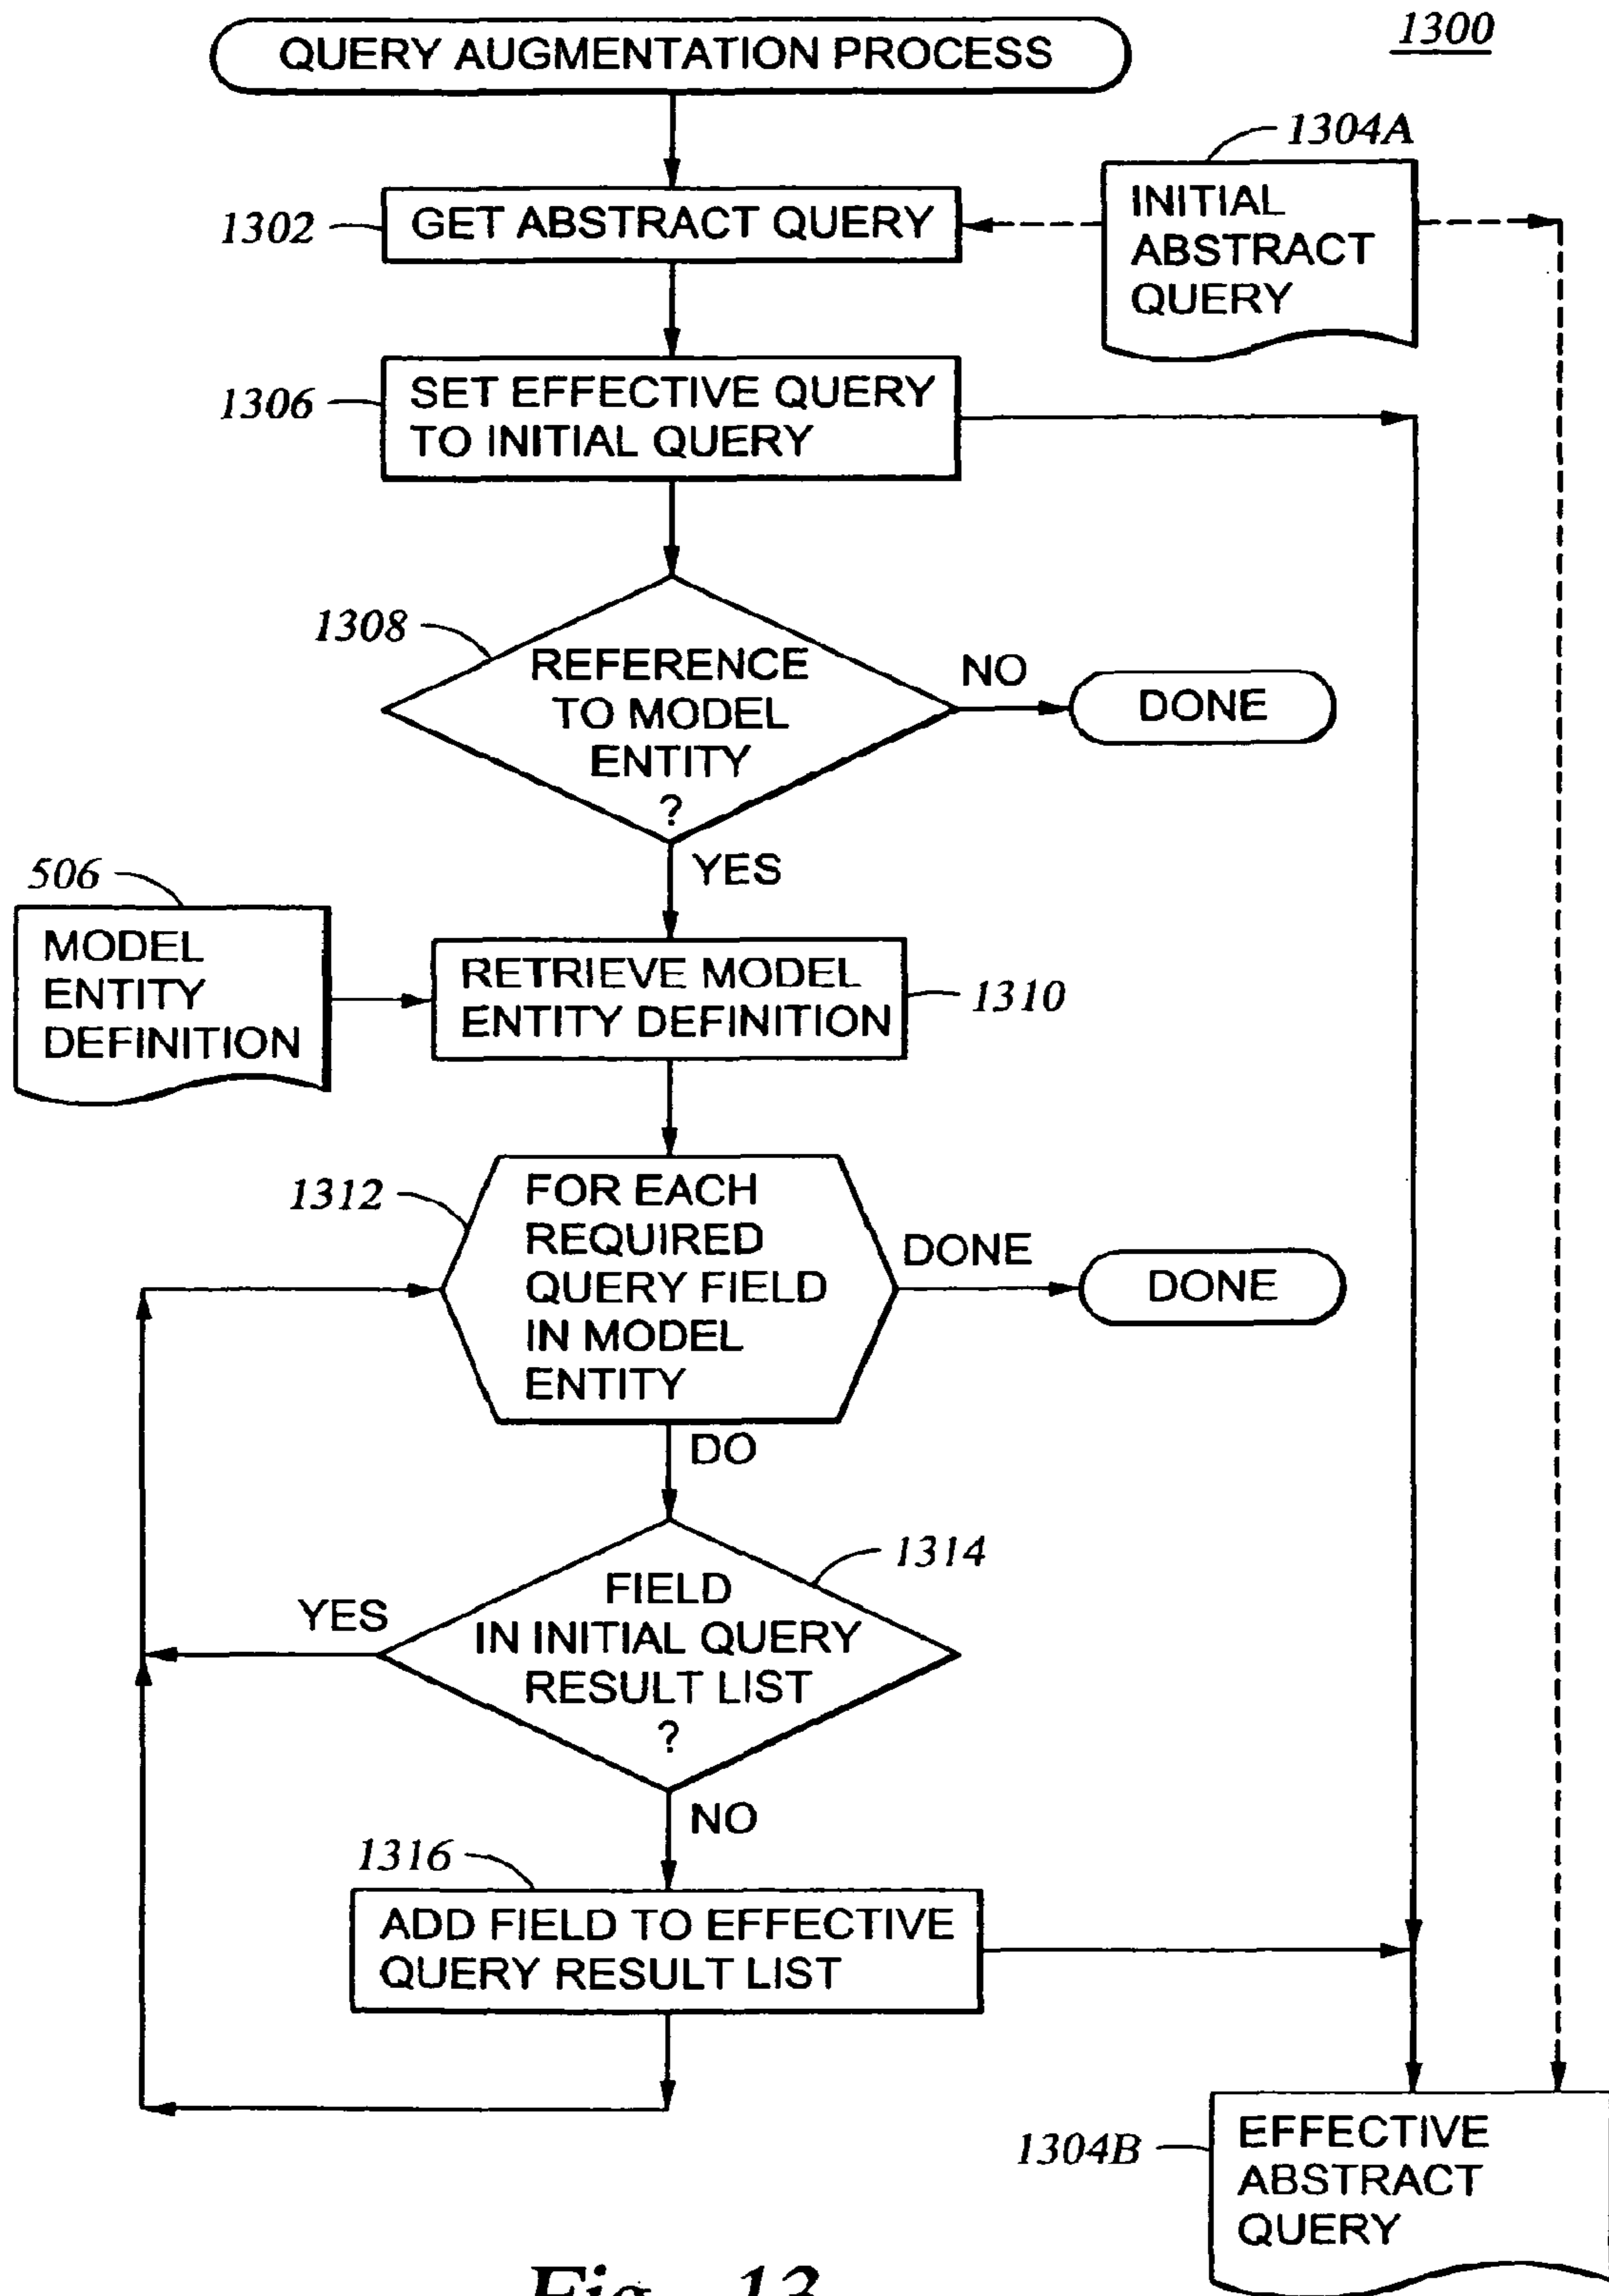 1300
QUERY AUGMENTATION PROCESS
1304A
INITIAL
ABSTRACT
QUERY
1302
GET ABSTRACT QUERY
1306
SET EFFECTIVE QUERY
TO INITIAL QUERY
1308
REFERENCE
TO MODEL
ENTITY
?
NO
DONE
YES
506
MODEL
ENTITY
DEFINITION
RETRIEVE MODEL
ENTITY DEFINITION
1310
1312
FOR EACH
REQUIRED
QUERY FIELD
IN MODEL
ENTITY
DONE
DONE
DO
1314
FIELD
IN INITIAL QUERY
RESULT LIST
?
YES
NO
1316
ADD FIELD TO EFFECTIVE
QUERY RESULT LIST
1304B
EFFECTIVE
ABSTRACT
QUERY
Fig. 13